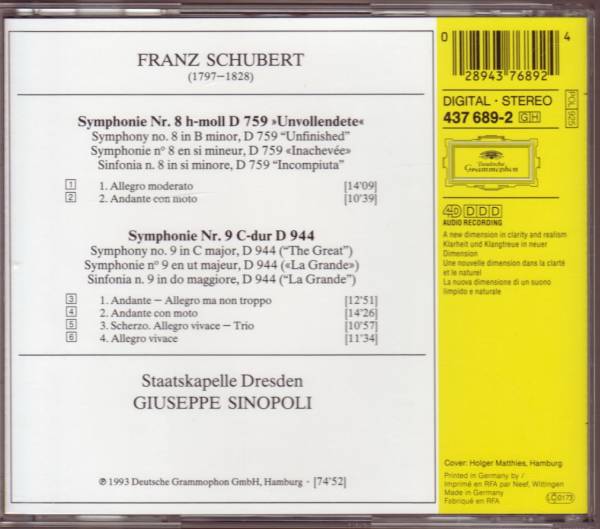 FRANZ SCHUBERT
(1797–1828)
Symphonie Nr. 8 h-moll D 759 »Unvollendete«
Symphony no. 8 in B minor, D 759 “Unfinished”
Symphonie n° 8 en si mineur, D 759 «Inachevée»
Sinfonia n. 8 in si minore, D 759 “Incompiuta”
1 1. Allegro moderato [14'09]
2 2. Andante con moto [10'39]
Symphonie Nr. 9 C-dur D 944
Symphony no. 9 in C major, D 944 (“The Great”)
Symphonie n° 9 en ut majeur, D 944 («La Grande»)
Sinfonia n. 9 in do maggiore, D 944 (“La Grande”)
3 1. Andante – Allegro ma non troppo [12'51]
4 2. Andante con moto [14'26]
5 3. Scherzo. Allegro vivace – Trio [10'57]
6 4. Allegro vivace [11'34]
Staatskapelle Dresden
GIUSEPPE SINOPOLI
℗ 1993 Deutsche Grammophon GmbH, Hamburg · [74'52]
0 28943 76892 4
DIGITAL · STEREO
437 689-2 GH
POL 925
Deutsche
Grammophon
4D DDD
AUDIO RECORDING
A new dimension in clarity and realism
Klarheit und Klangtreue in neuer
Dimension
Une nouvelle dimension dans la clarté
et le naturel
La nuova dimensione di un suono
limpido e naturale
Cover: Holger Matthies, Hamburg
Printed in Germany by /
Imprimé en RFA par Neef, Wittingen
Made in Germany
Fabriqué en RFA
LC 0173